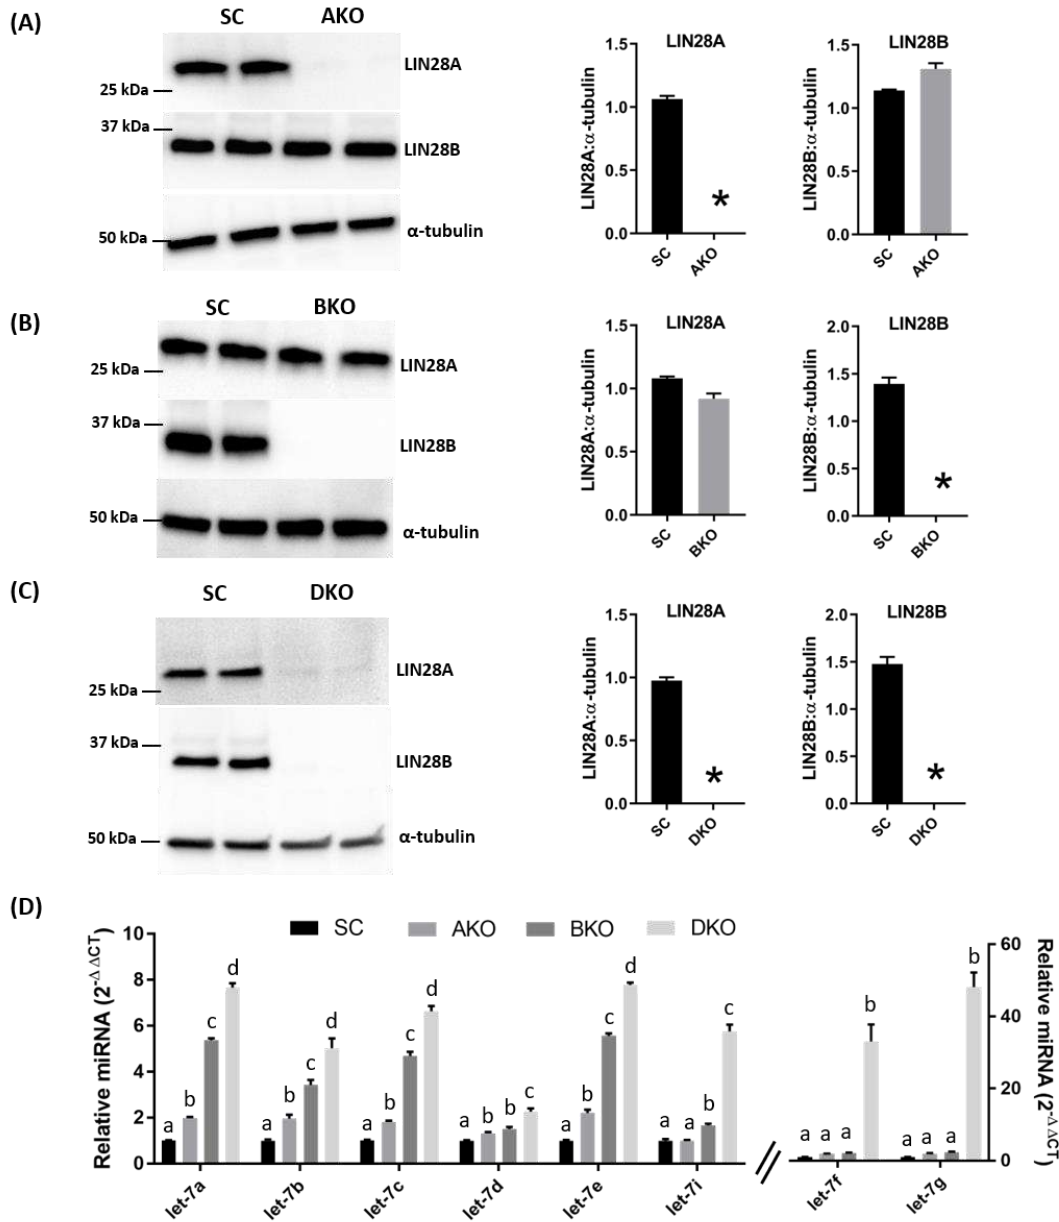 (A)
SC AKO
LIN28A
25 kDa
37 kDa
LIN28B
50 kDa
α-tubulin
LIN28A
LIN28A:α-tubulin
1.5
1.0
0.5
0.0
*
SC AKO
LIN28B
LIN28B:α-tubulin
1.5
1.0
0.5
0.0
SC AKO
(B)
SC BKO
LIN28A
25 kDa
37 kDa
LIN28B
50 kDa
α-tubulin
LIN28A
LIN28A:α-tubulin
1.5
1.0
0.5
0.0
SC BKO
LIN28B
LIN28B:α-tubulin
2.0
1.5
1.0
0.5
0.0
*
SC BKO
(C)
SC DKO
LIN28A
25 kDa
37 kDa
LIN28B
50 kDa
α-tubulin
LIN28A
LIN28A:α-tubulin
1.5
1.0
0.5
0.0
*
SC DKO
LIN28B
LIN28B:α-tubulin
2.0
1.5
1.0
0.5
0.0
*
SC DKO
(D)
SC AKO BKO DKO
Relative miRNA (2-Δ ΔCT)
10
8
6
4
2
0
a b c d
a b c d
a b c d
a b b c
a b c d
a a b c
a a a b
a a a b
let-7a let-7b let-7c let-7d let-7e let-7i let-7f let-7g
60
40
20
0
Relative miRNA (2-Δ ΔCT)